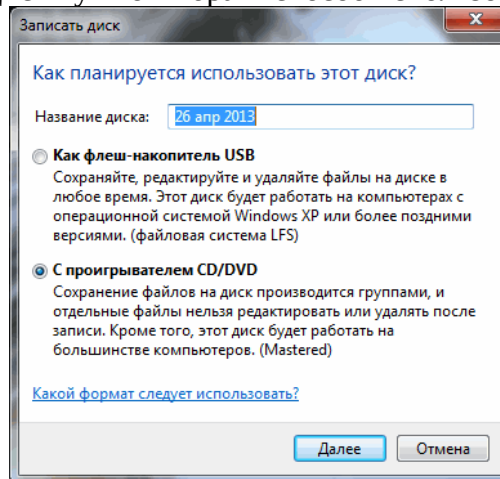 Записать диск
Как планируется использовать этот диск?
Название диска: 26 апр 2013
Как флеш-накопитель USB
Сохраняйте, редактируйте и удаляйте файлы на диске в
любое время. Этот диск будет работать на компьютерах с
операционной системой Windows XP или более поздними
версиями. (файловая система LFS)
С проигрывателем CD/DVD
Сохранение файлов на диск производится группами, и
отдельные файлы нельзя редактировать или удалять после
записи. Кроме того, этот диск будет работать на
большинстве компьютеров. (Mastered)
Какой формат следует использовать?
Далее Отмена